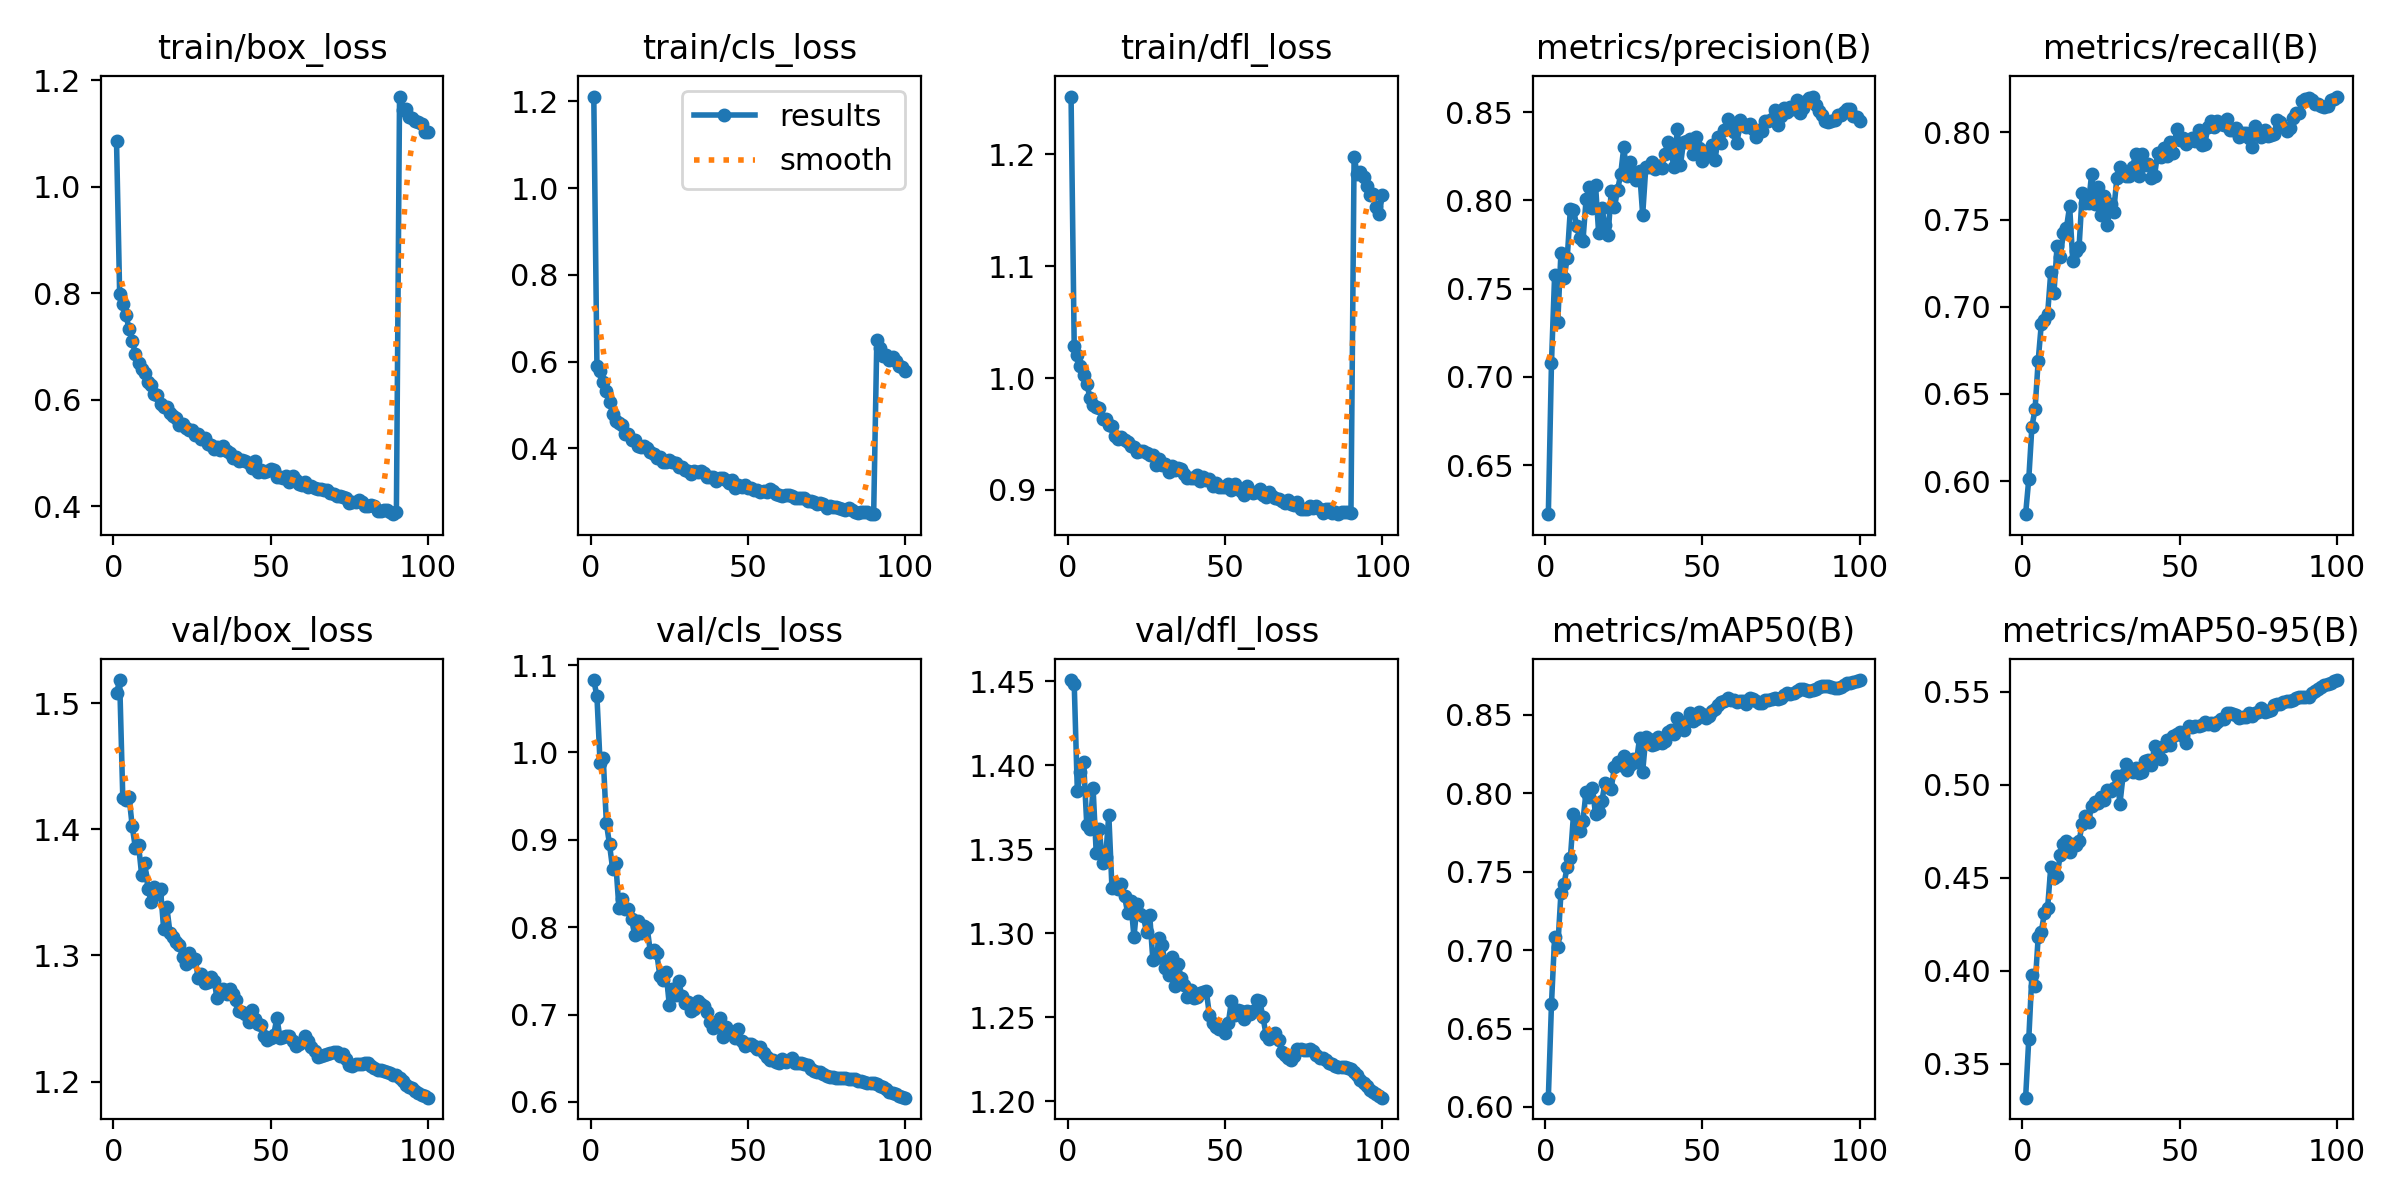 train/box_loss
1.2
1.0
0.8
0.6
0.4
0 50 100
train/cls_loss
results
smooth
1.2
1.0
0.8
0.6
0.4
0 50 100
train/dfl_loss
1.2
1.1
1.0
0.9
0 50 100
metrics/precision(B)
0.85
0.80
0.75
0.70
0.65
0 50 100
metrics/recall(B)
0.80
0.75
0.70
0.65
0.60
0 50 100
val/box_loss
1.5
1.4
1.3
1.2
0 50 100
val/cls_loss
1.1
1.0
0.9
0.8
0.7
0.6
0 50 100
val/dfl_loss
1.45
1.40
1.35
1.30
1.25
1.20
0 50 100
metrics/mAP50(B)
0.85
0.80
0.75
0.70
0.65
0.60
0 50 100
metrics/mAP50-95(B)
0.55
0.50
0.45
0.40
0.35
0 50 100